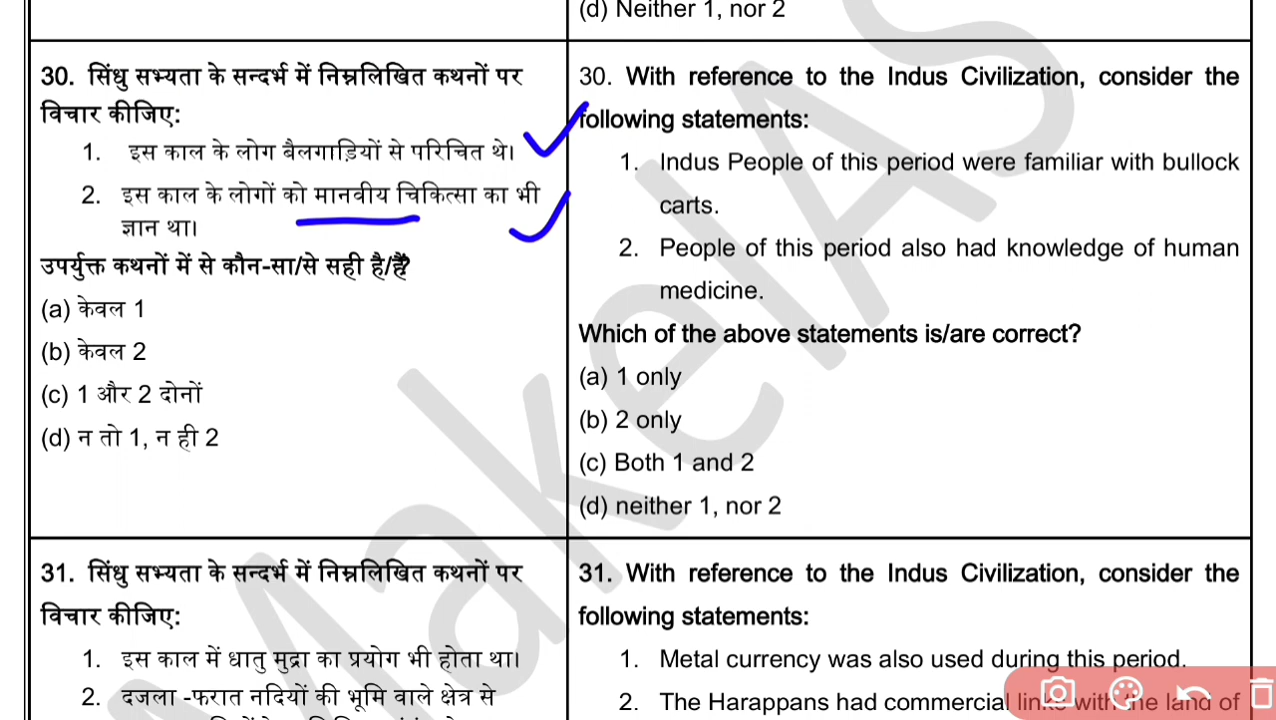 (d) Neither 1, nor 2
30. सिंधु सभ्यता के सन्दर्भ में निम्नलिखित कथनों पर
विचार कीजिए:
1. इस काल के लोग बैलगाड़ियों से परिचित थे।
2. इस काल के लोगों को मानवीय चिकित्सा का भी
ज्ञान था।
उपर्युक्त कथनों में से कौन-सा/से सही है/हैं?
(a) केवल 1
(b) केवल 2
(c) 1 और 2 दोनों
(d) न तो 1, न ही 2
30. With reference to the Indus Civilization, consider the
following statements:
1. Indus People of this period were familiar with bullock
carts.
2. People of this period also had knowledge of human
medicine.
Which of the above statements is/are correct?
(a) 1 only
(b) 2 only
(c) Both 1 and 2
(d) neither 1, nor 2
31. सिंधु सभ्यता के सन्दर्भ में निम्नलिखित कथनों पर
विचार कीजिए:
1. इस काल में धातु मुद्रा का प्रयोग भी होता था।
2. दजला -फरात नदियों की भूमि वाले क्षेत्र से
31. With reference to the Indus Civilization, consider the
following statements:
1. Metal currency was also used during this period.
2. The Harappans had commercial links with the land of
MakeIAS